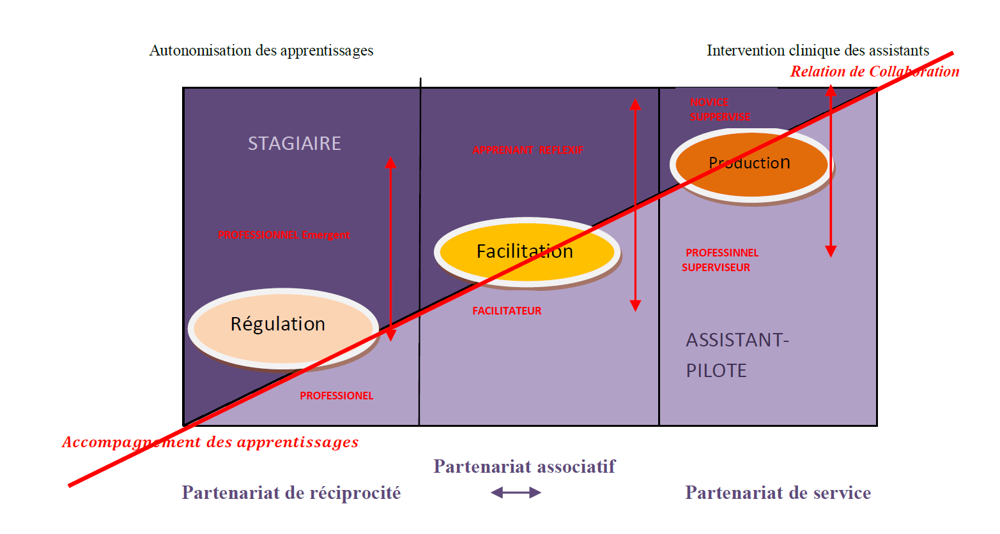 Autonomisation des apprentissages
Intervention clinique des assistants
Relation de Collaboration
NOVICE
SUPPERVISE
STAGIAIRE
APPRENANT REFLEXIF
Production
PROFESSIONNEL Emergent
Facilitation
PROFESSINNEL
SUPERVISEUR
FACILITATEUR
Régulation
ASSISTANT-
PILOTE
PROFESSIONEL
Accompagnement des apprentissages
Partenariat associatif
Partenariat de réciprocité
Partenariat de service